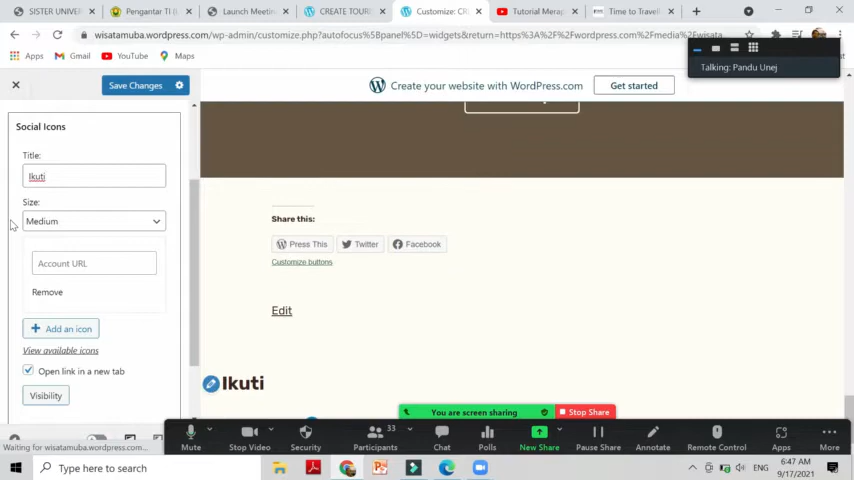 SISTER UNIVER
Pengantar TI (
Launch Meetin
CREATE TOURI
Customize: CR
Tutorial Merap
Time to Travel
wisatamuba.wordpress.com/wp-admin/customize.php?autofocus%5Bpanel%5D=widgets&return=https%3A%2F%2Fwordpress.com%2Fmedia%2Fwisatamuba.w
Apps
Gmail
YouTube
Maps
Talking: Pandu Unej
Save Changes
Create your website with WordPress.com
Get started
Social Icons
Title:
Ikuti
Size:
Medium
Account URL
Remove
Add an icon
View available icons
Open link in a new tab
Visibility
Share this:
Press This
Twitter
Facebook
Customize buttons
Edit
Ikuti
You are screen sharing
Stop Share
33
Mute
Stop Video
Security
Participants
Chat
Polls
New Share
Pause Share
Annotate
Remote Control
Apps
More
Waiting for wisatamuba.wordpress.com...
Type here to search
ENG
6:47 AM
9/17/2021